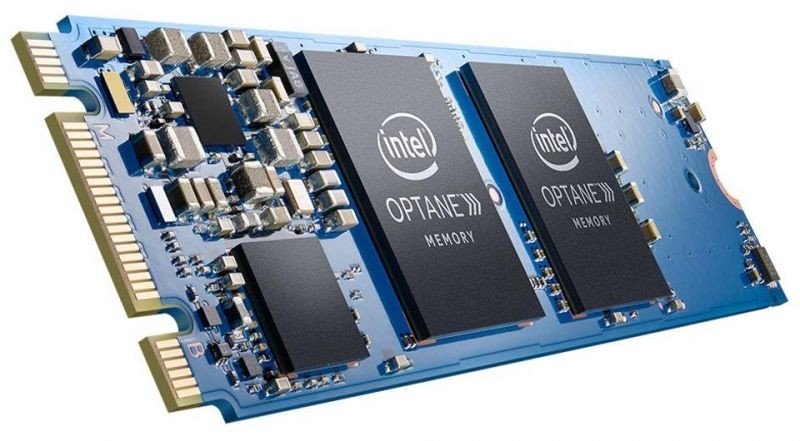 M
B
intel
OPTANE
MEMORY
intel
OPTANE
MEMORY